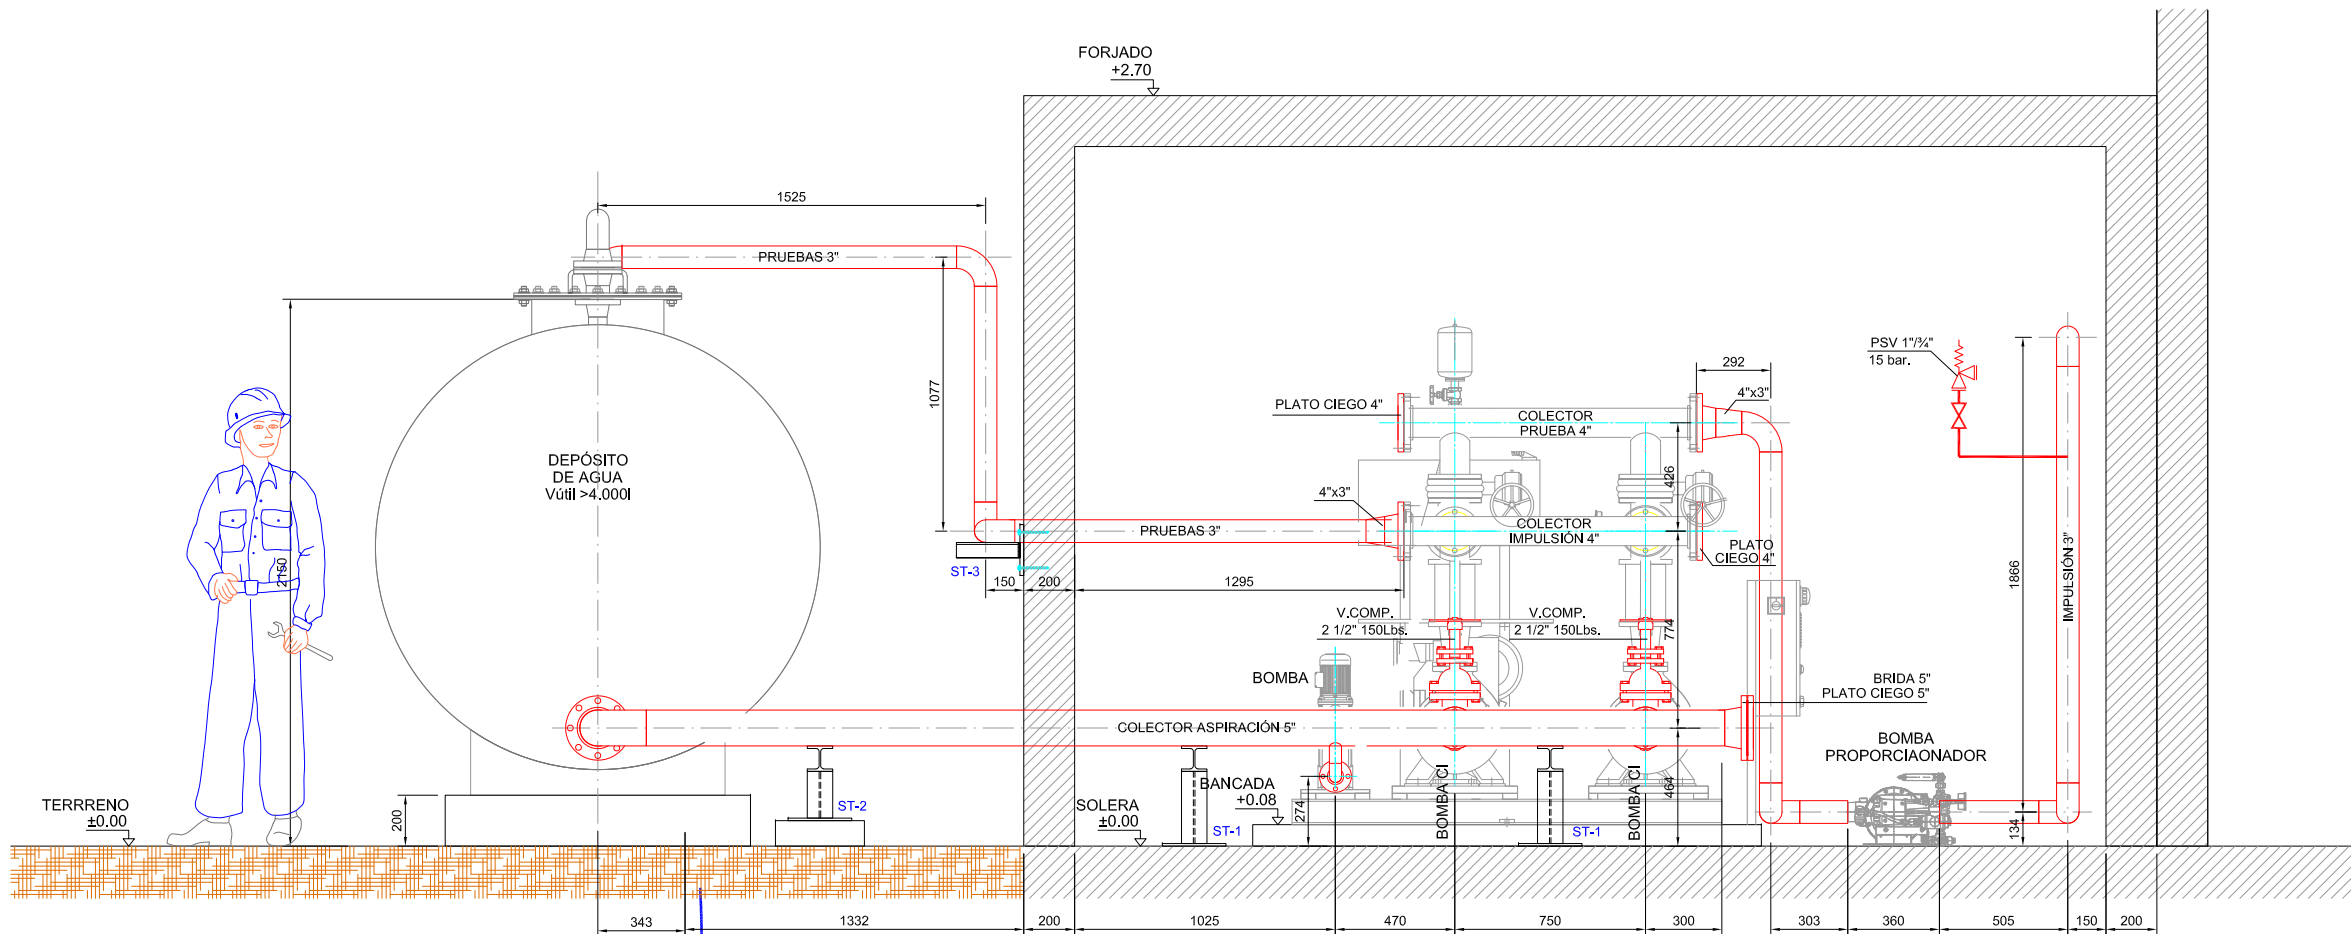 FORJADO
+2.70
1525
PRUEBAS 3"
1077
2150
DEPÓSITO
DE AGUA
Vútil >4.000l
ST-3
150
200
1295
PRUEBAS 3"
4"x3"
PLATO CIEGO 4"
COLECTOR
PRUEBA 4"
292
4"x3"
426
COLECTOR
IMPULSIÓN 4"
PLATO
CIEGO 4"
PSV 1"/¾"
15 bar.
1866
IMPULSIÓN 3"
V.COMP.
2 1/2" 150Lbs.
V.COMP.
2 1/2" 150Lbs.
774
BOMBA
COLECTOR ASPIRACIÓN 5"
BRIDA 5"
PLATO CIEGO 5"
BOMBA
PROPORCIAONADOR
TERRRENO
±0.00
200
ST-2
SOLERA
±0.00
ST-1
BANCADA
+0.08
274
BOMBA CI
ST-1
BOMBA CI
464
134
343
1332
200
1025
470
750
300
303
360
505
150
200